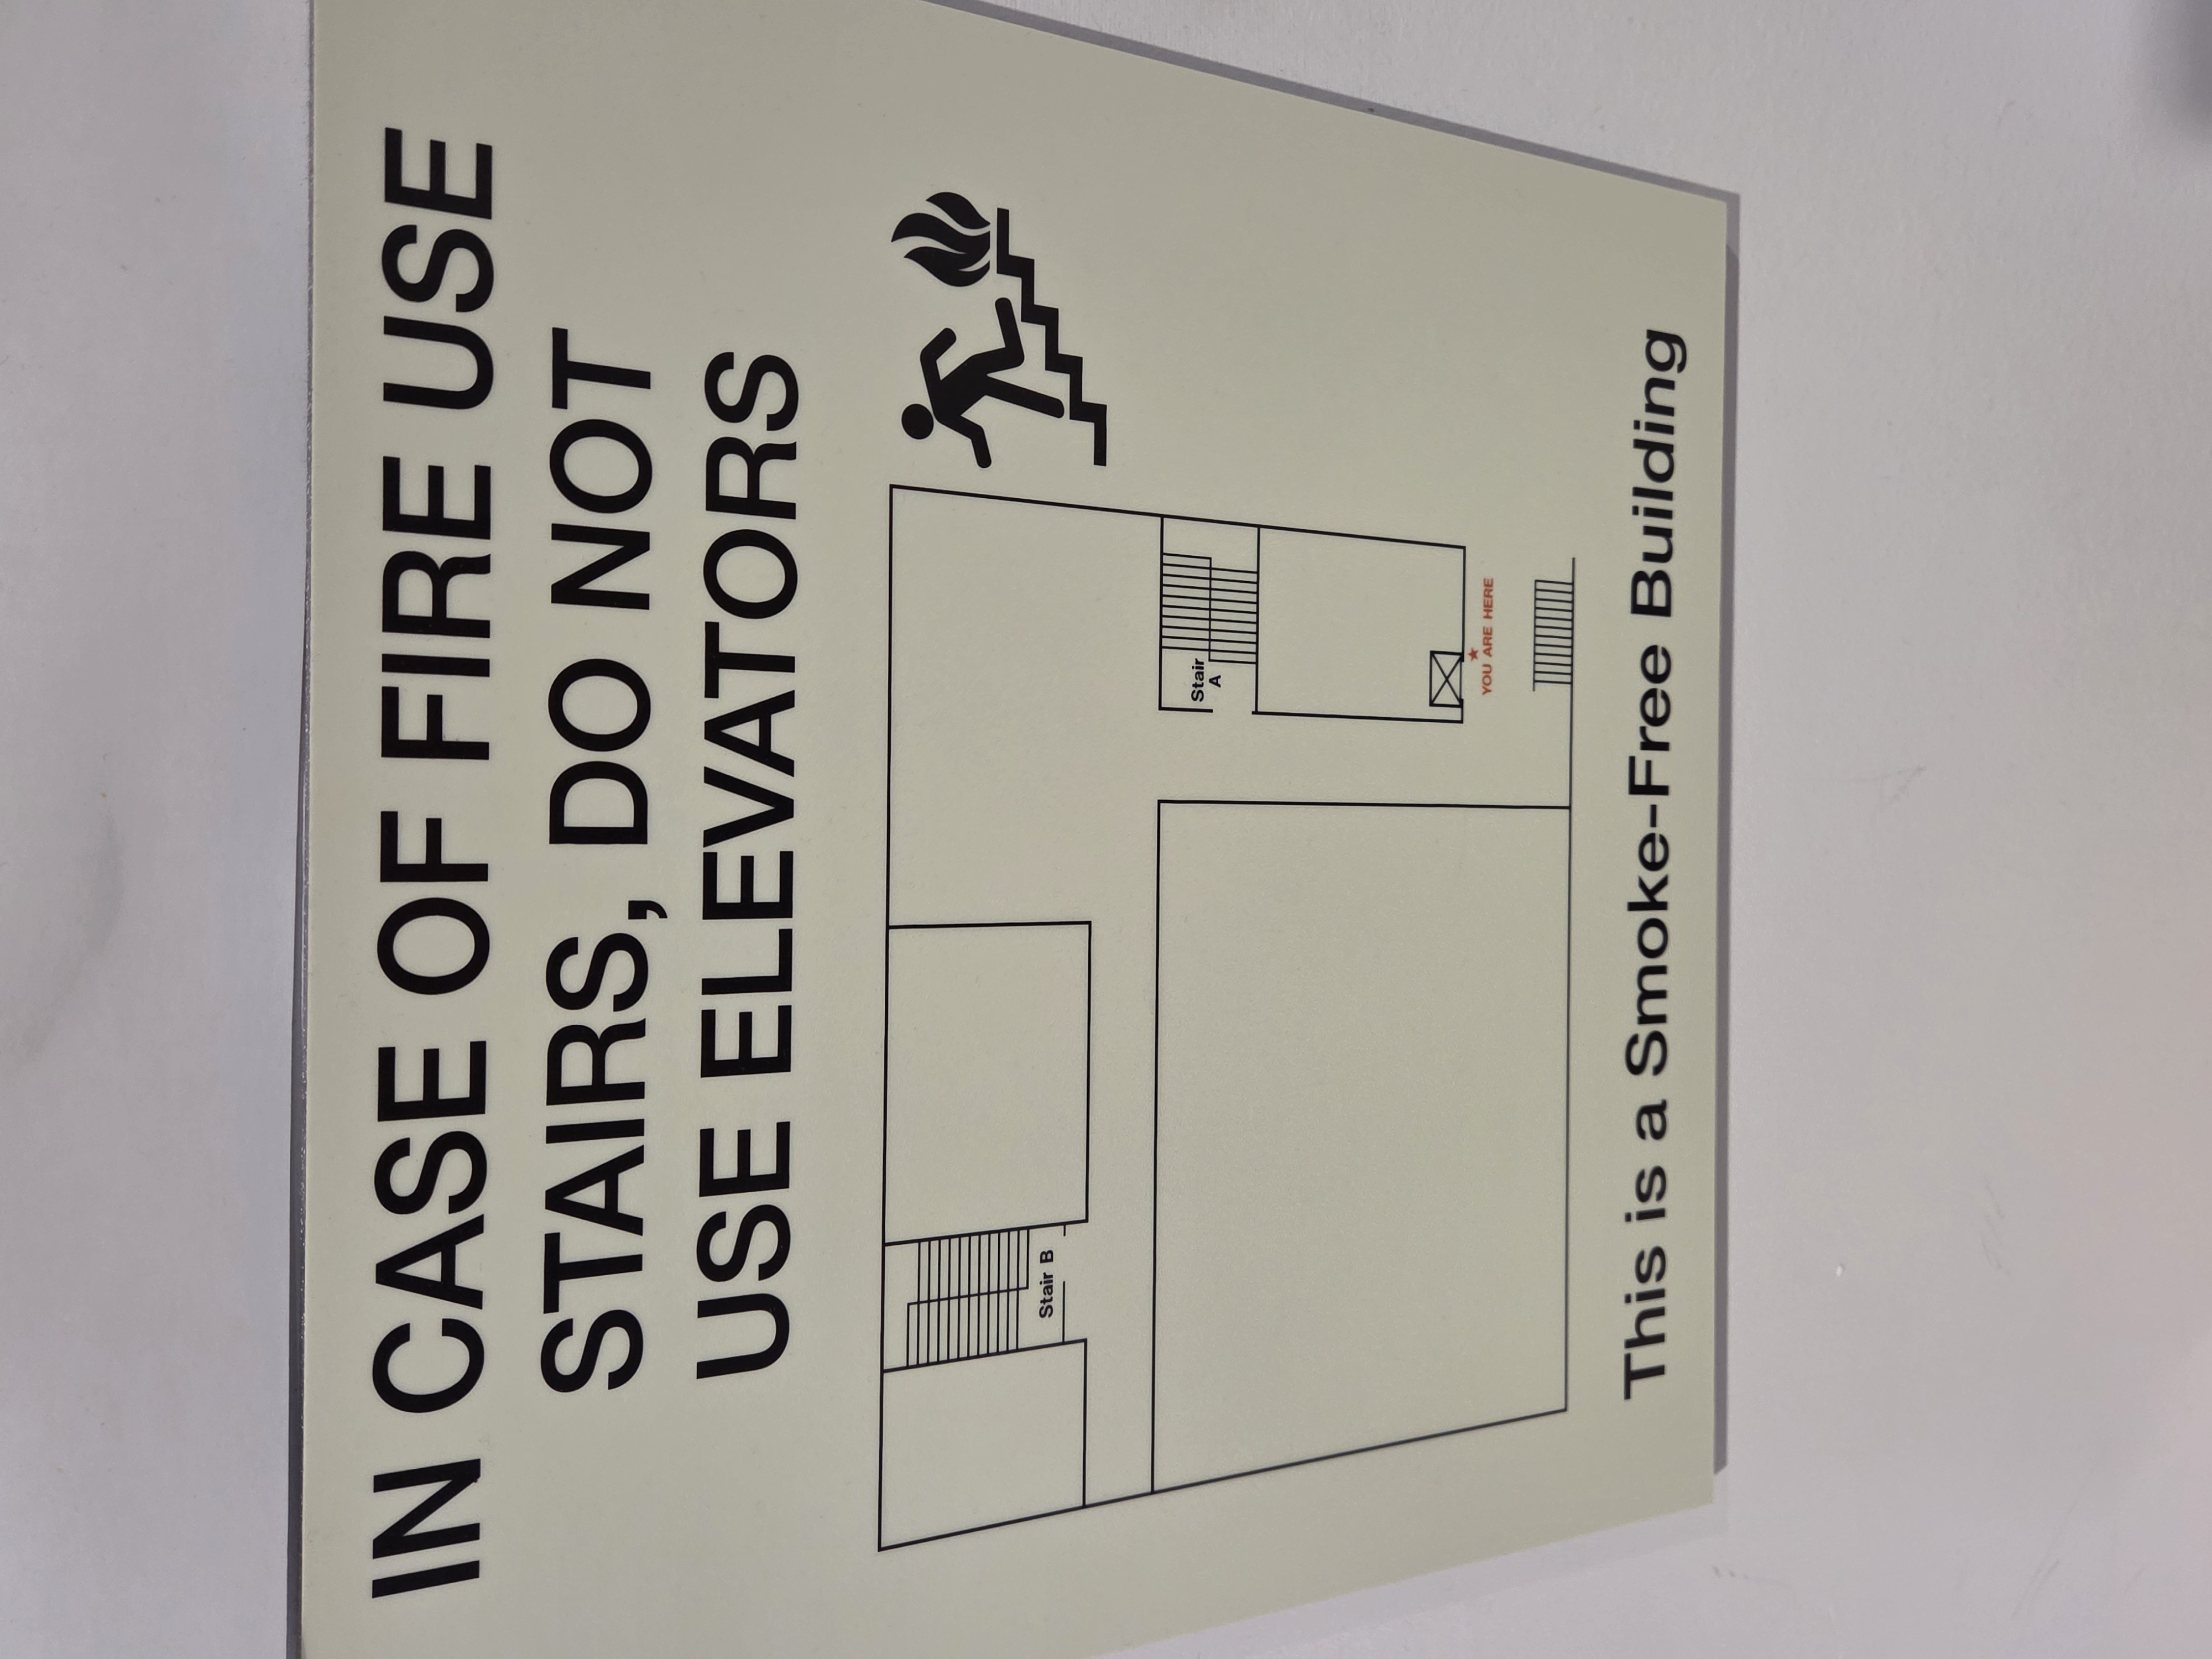 IN CASE OF FIRE USE
STAIRS, DO NOT
USE ELEVATORS
Stair B
Stair
A
YOU ARE HERE
This is a Smoke-Free Building